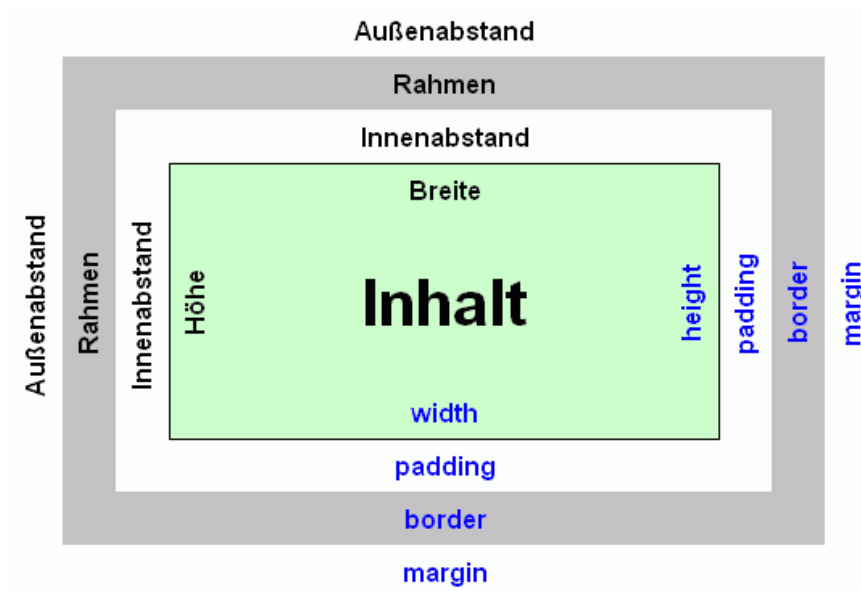 Außenabstand
Rahmen
Innenabstand
Breite
Außenabstand
Rahmen
Innenabstand
Höhe
Inhalt
height
padding
border
margin
width
padding
border
margin